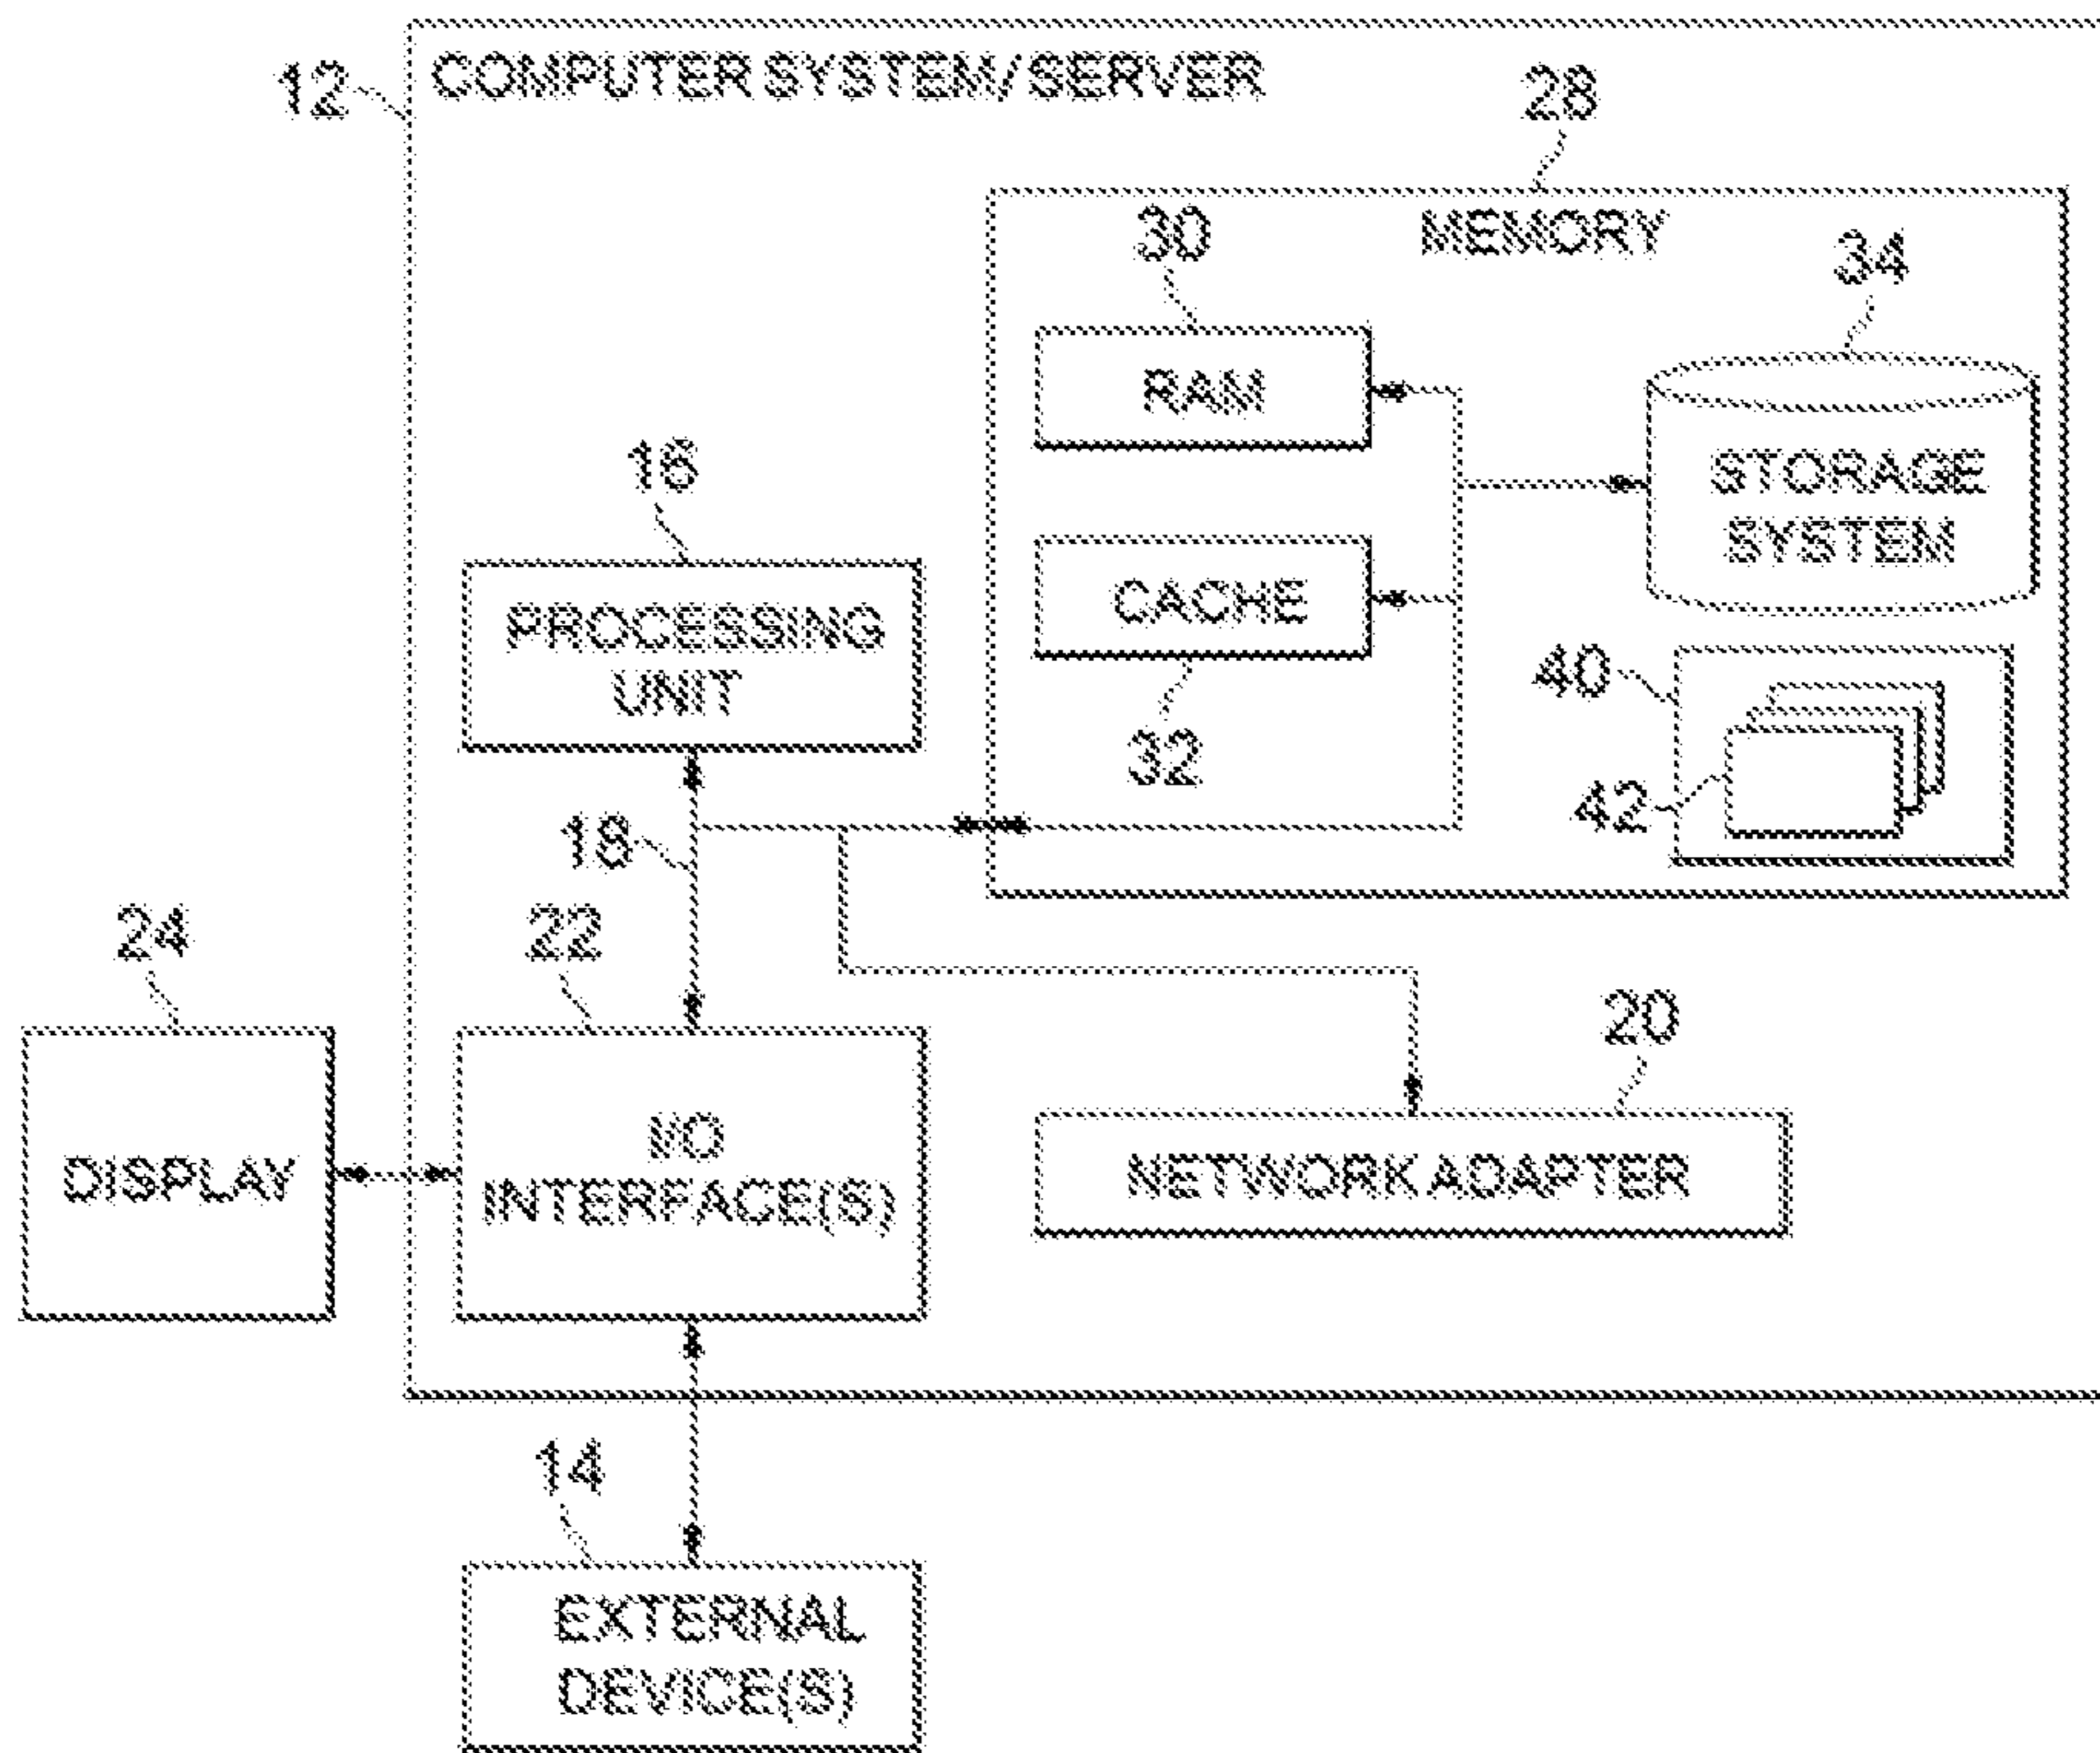 12
COMPUTER SYSTEM/ SERVER
28
MEMORY
30
34
RAM
STORAGE
SYSTEM
16
PROCESSING
UNIT
CACHE
32
40
42
18
24
22
20
DISPLAY
I/O
INTERFACE(S)
NETWORK ADAPTER
14
EXTERNAL
DEVICE(S)